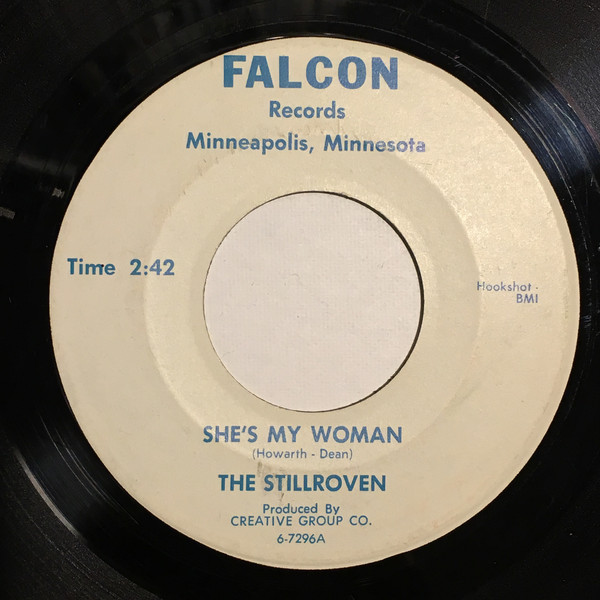 FALCON
Records
Minneapolis, Minnesota
Time 2:42
Hookshot -
BMI
SHE'S MY WOMAN
(Howarth - Dean)
THE STILLROVEN
Produced By
CREATIVE GROUP CO.
6-7296A